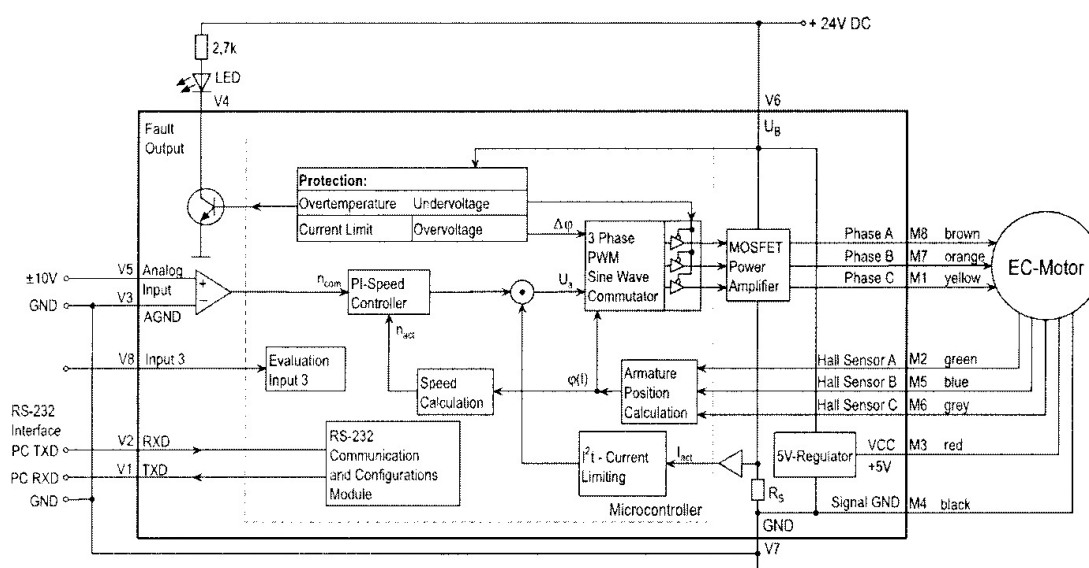 + 24V DC
2,7k
LED
V4
V6
Fault
Output
U_B
Protection:
Overtemperature Undervoltage
Current Limit Overvoltage
Δφ
3 Phase
PWM
Sine Wave
Commutator
MOSFET
Power
Amplifier
Phase A M8 brown
Phase B M7 orange
Phase C M1 yellow
EC-Motor
±10V V5 Analog
Input
GND V3
AGND
+
−
n_com
PI-Speed
Controller
U_a
n_act
V8 Input 3
Evaluation
Input 3
Speed
Calculation
φ(t)
Armature
Position
Calculation
Hall Sensor A M2 green
Hall Sensor B M5 blue
Hall Sensor C M6 grey
RS-232
Interface
PC TXD V2 RXD
PC RXD V1 TXD
GND
RS-232
Communication
and Configurations
Module
I²t - Current
Limiting
I_act
5V-Regulator
VCC M3 red
+5V
R_S
Microcontroller
Signal GND M4 black
GND
V7